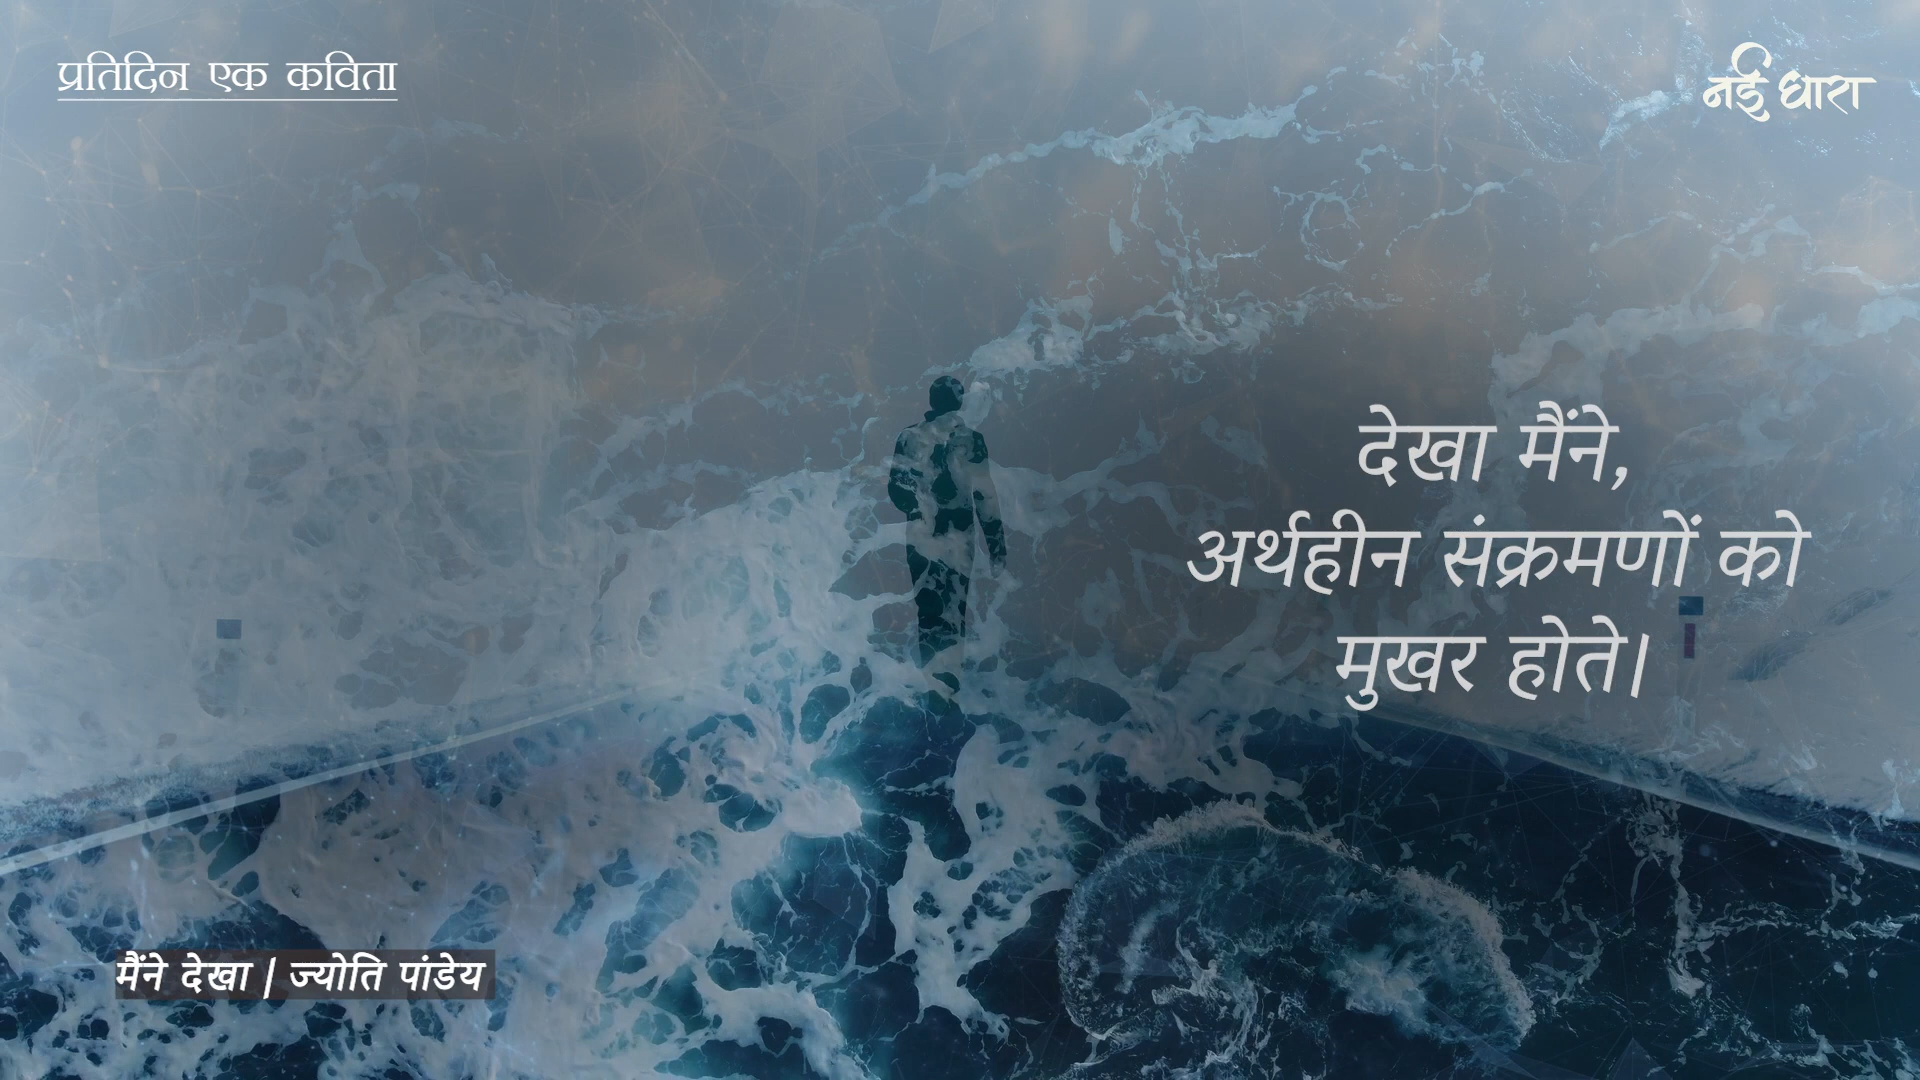 प्रतिदिन एक कविता
नई धारा
देखा मैंने,
अर्थहीन संक्रमणों को
मुखर होते।
मैंने देखा | ज्योति पांडेय